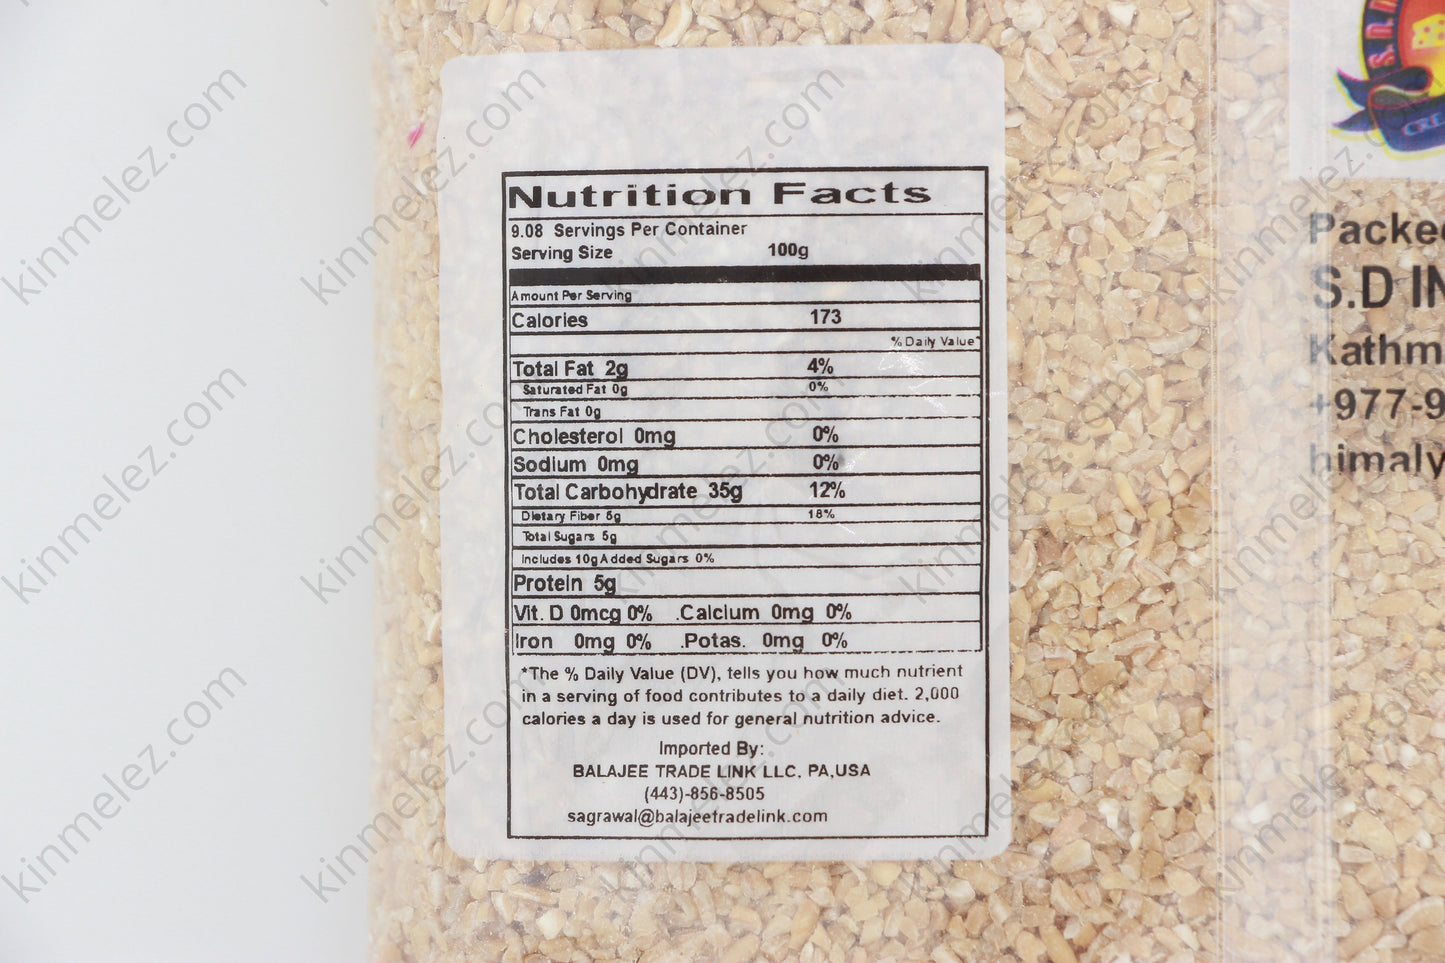 Nutrition Facts
9.08 Servings Per Container
Serving Size 100g
Amount Per Serving
Calories 173
% Daily Value*
Total Fat 2g 4%
Saturated Fat 0g 0%
Trans Fat 0g
Cholesterol 0mg 0%
Sodium 0mg 0%
Total Carbohydrate 35g 12%
Dietary Fiber 5g 18%
Total Sugars 5g
Includes 10g Added Sugars 0%
Protein 5g
Vit. D 0mcg 0% .Calcium 0mg 0%
Iron 0mg 0% .Potas. 0mg 0%
*The % Daily Value (DV), tells you how much nutrient
in a serving of food contributes to a daily diet. 2,000
calories a day is used for general nutrition advice.
Imported By:
BALAJEE TRADE LINK LLC. PA,USA
(443)-856-8505
sagrawal@balajeetradelink.com
Packe
S.D IN
Kathm
+977-9
himaly
kinmelez.com